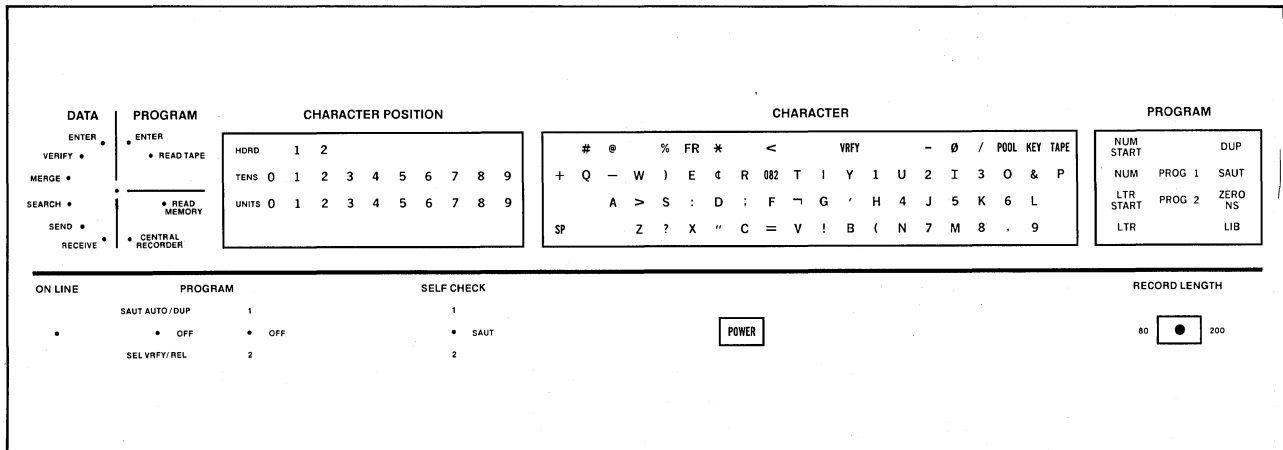 DATA PROGRAM
ENTER ENTER
VERIFY READ TAPE
MERGE
SEARCH READ MEMORY
SEND
RECEIVE CENTRAL RECORDER
CHARACTER POSITION
HDRD 1 2
TENS 0 1 2 3 4 5 6 7 8 9
UNITS 0 1 2 3 4 5 6 7 8 9
CHARACTER
# @ % FR * < VRFY - Ø / POOL KEY TAPE
+ Q — W ) E ¢ R 082 T | Y 1 U 2 I 3 O & P
A > S : D ; F ¬ G ' H 4 J 5 K 6 L
SP Z ? X " C = V ! B ( N 7 M 8 . 9
PROGRAM
NUM START DUP
NUM PROG 1 SAUT
LTR START PROG 2 ZERO NS
LTR LIB
ON LINE PROGRAM SELF CHECK RECORD LENGTH
SAUT AUTO/DUP 1 1
OFF OFF SAUT POWER 80 200
SEL VRFY/REL 2 2